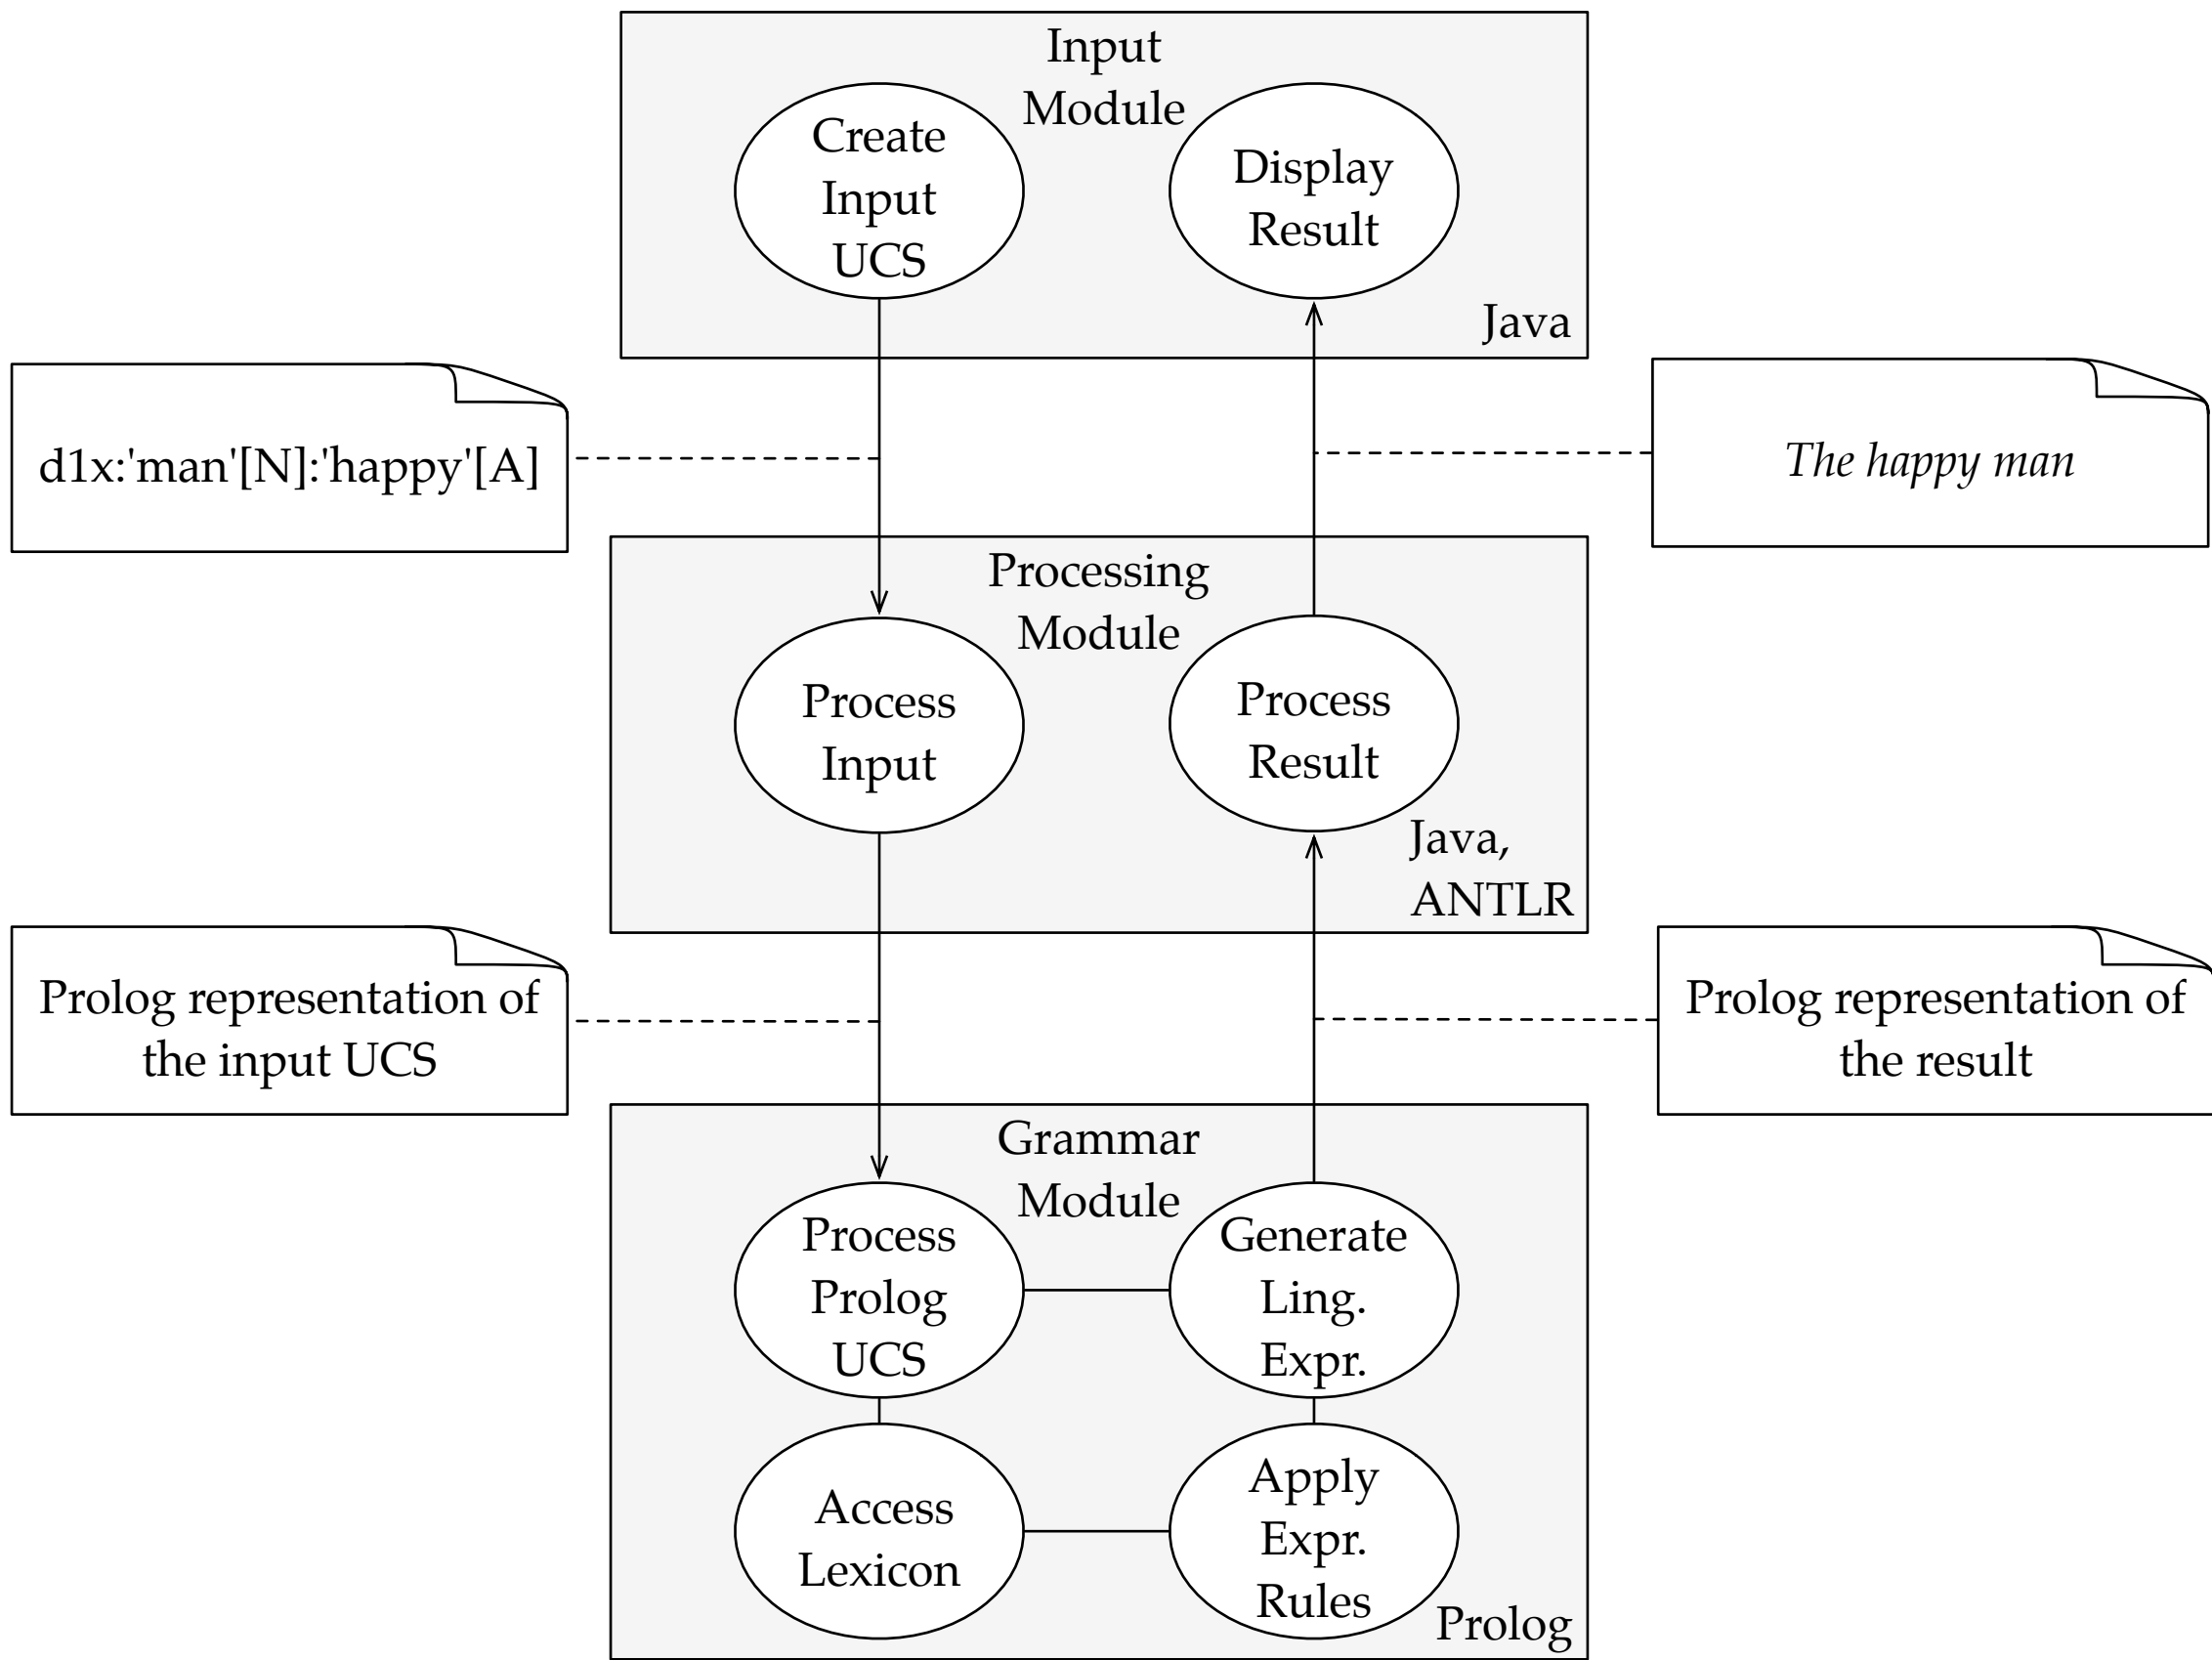 Input
Module
Create
Input
UCS
Display
Result
Java
d1x:'man'[N]:'happy'[A]
The happy man
Processing
Module
Process
Input
Process
Result
Java,
ANTLR
Prolog representation of
the input UCS
Prolog representation of
the result
Grammar
Module
Process
Prolog
UCS
Generate
Ling.
Expr.
Access
Lexicon
Apply
Expr.
Rules
Prolog